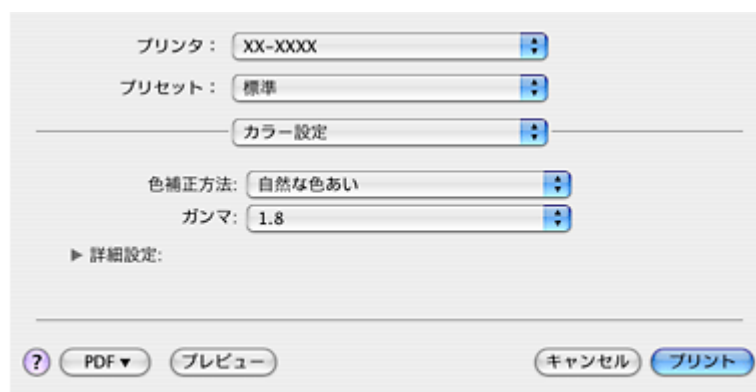 プリンタ： XX-XXXX
プリセット： 標準
カラー設定
色補正方法: 自然な色あい
ガンマ: 1.8
▶ 詳細設定:
? PDF▼ プレビュー キャンセル プリント